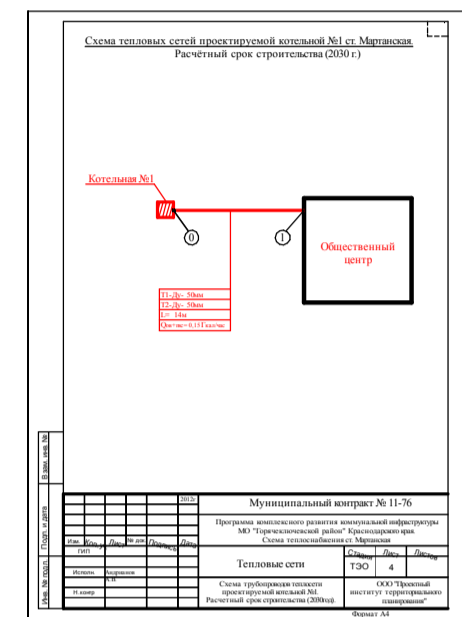 Схема тепловых сетей проектируемой котельной №1 ст. Мартанская.
Расчётный срок строительства (2030 г.)
Котельная №1
0
1
Общественный
центр
Т1-Ду- 50мм
Т2-Ду- 50мм
L= 14м
Взам. инв. №
Подп. и дата
Инв. № подл.
2012г
Муниципальный контракт № 11-76
Программа комплексного развития коммунальной инфраструктуры
МО "Горячеключевской район" Краснодарского края.
Схема теплоснабжения ст. Мартанская
Изм. Кол.уч Лист № док. Подпись Дата
ГИП
Тепловые сети
Стадия Лист Листов
ТЭО 4
Исполн. Андрианов
А.Н.
Н.контр
Схема трубопроводов теплосети
проектируемой котельной №1.
Расчетный срок строительства (2030год).
ООО "Проектный
институт территориального
планирования"
Формат А4